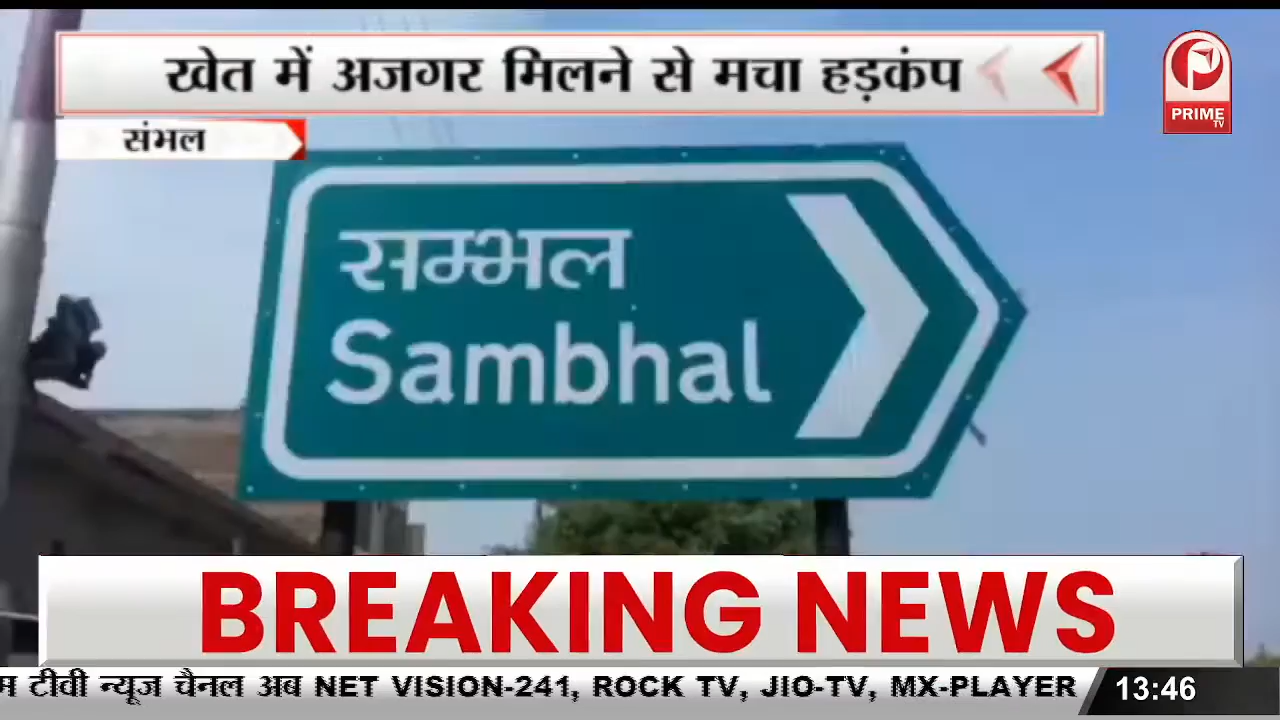 खेत में अजगर मिलने से मचा हड़कंप
PRIME
TV
संभल
सम्भल
Sambhal
BREAKING NEWS
टीवी न्यूज चैनल अब NET VISION-241, ROCK TV, JIO-TV, MX-PLAYER
13:46